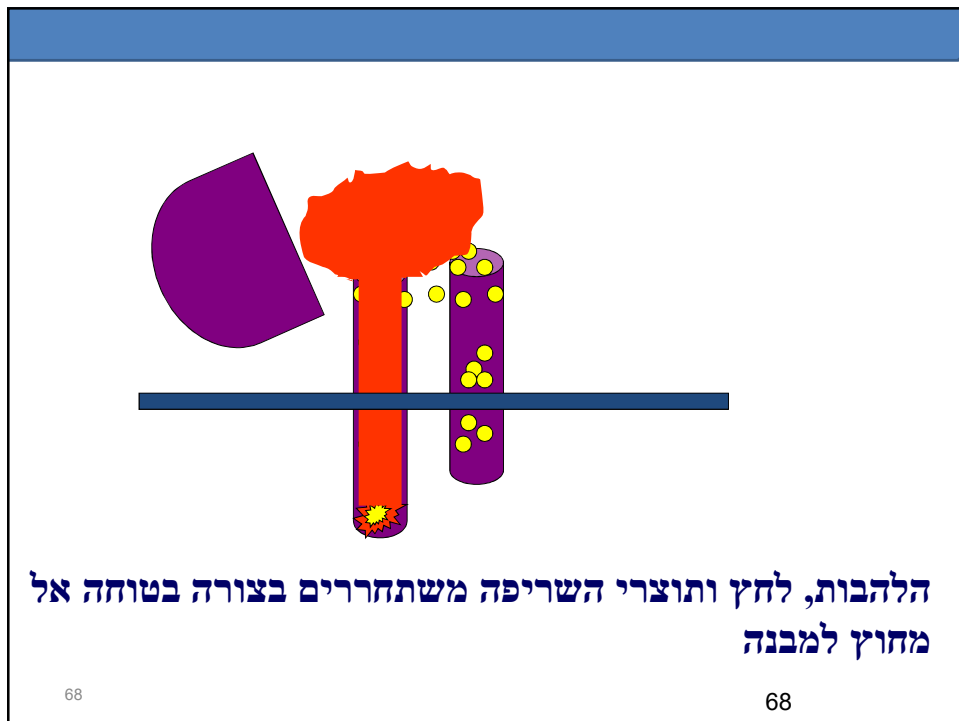 הלהבות, לחץ ותוצרי השריפה משתחררים בצורה בטוחה אל
מחוץ למבנה
68
68